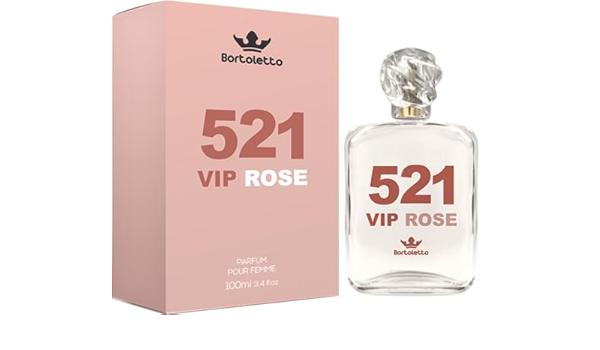 Bortoletto
521
VIP ROSE
PARFUM
POUR FEMME
100ml 3.4 fl oz
521
VIP ROSE
Bortoletto